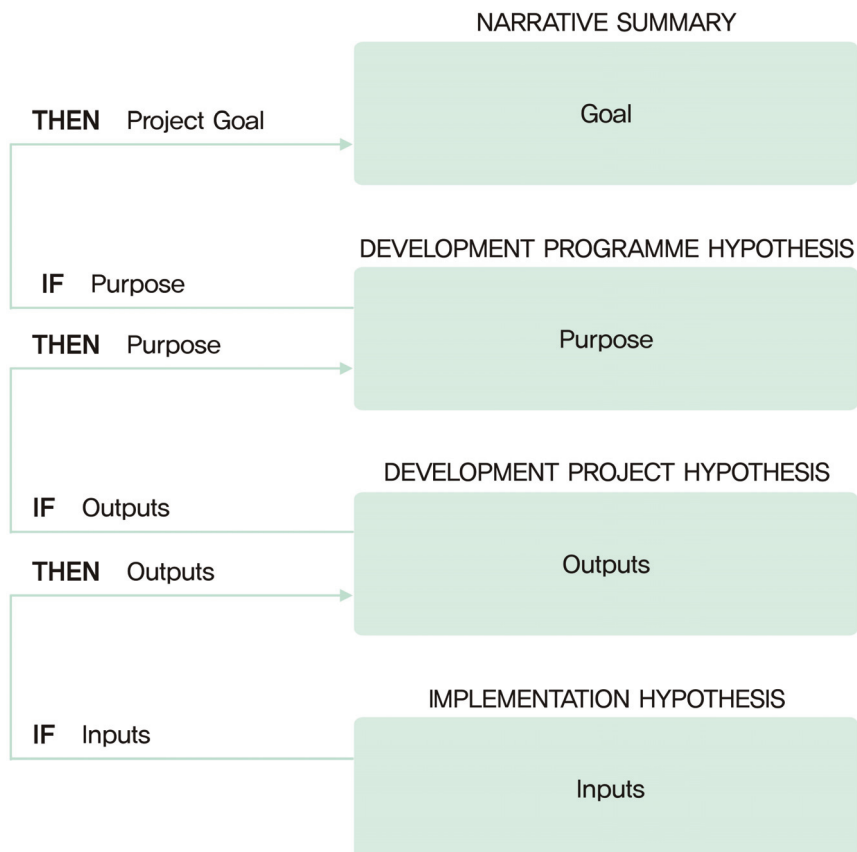 NARRATIVE SUMMARY
THEN Project Goal
Goal
DEVELOPMENT PROGRAMME HYPOTHESIS
IF Purpose
THEN Purpose
Purpose
DEVELOPMENT PROJECT HYPOTHESIS
IF Outputs
THEN Outputs
Outputs
IMPLEMENTATION HYPOTHESIS
IF Inputs
Inputs